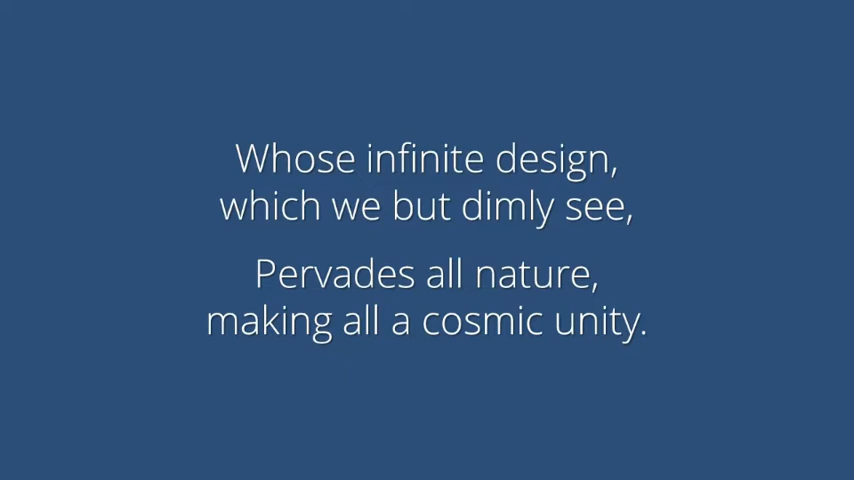 Whose infinite design,
which we but dimly see,
Pervades all nature,
making all a cosmic unity.